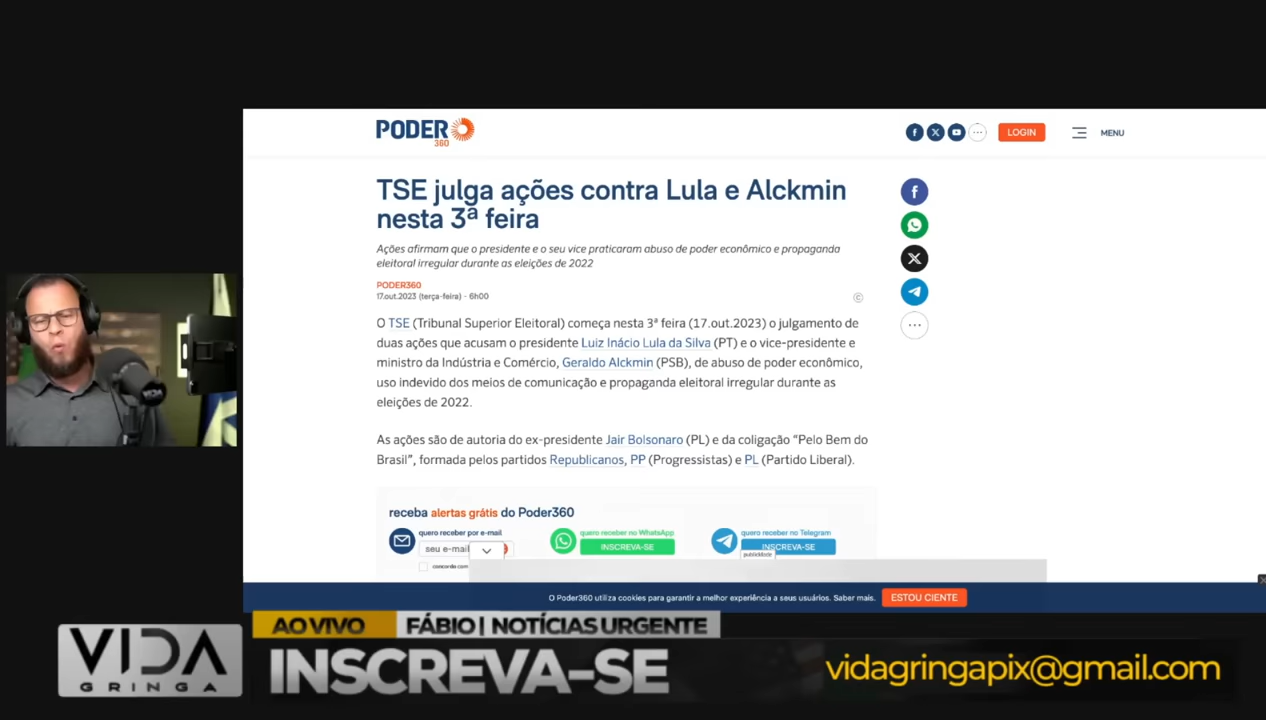 PODER
360
LOGIN
MENU
TSE julga ações contra Lula e Alckmin
nesta 3ª feira
Ações afirmam que o presidente e o seu vice praticaram abuso de poder econômico e propaganda
eleitoral irregular durante as eleições de 2022
PODER360
17.out.2023 (terça-feira) - 6h00
O TSE (Tribunal Superior Eleitoral) começa nesta 3ª feira (17.out.2023) o julgamento de
duas ações que acusam o presidente Luiz Inácio Lula da Silva (PT) e o vice-presidente e
ministro da Indústria e Comércio, Geraldo Alckmin (PSB), de abuso de poder econômico,
uso indevido dos meios de comunicação e propaganda eleitoral irregular durante as
eleições de 2022.
As ações são de autoria do ex-presidente Jair Bolsonaro (PL) e da coligação “Pelo Bem do
Brasil”, formada pelos partidos Republicanos, PP (Progressistas) e PL (Partido Liberal).
receba alertas grátis do Poder360
quero receber por e-mail
seu e-mail
concordo com
quero receber no WhatsApp
INSCREVA-SE
quero receber no Telegram
INSCREVA-SE
publicidade
O Poder360 utiliza cookies para garantir a melhor experiência a seus usuários. Saber mais.
ESTOU CIENTE
AO VIVO
FÁBIO | NOTÍCIAS URGENTE
VIDA
GRINGA
INSCREVA-SE
vidagringapix@gmail.com